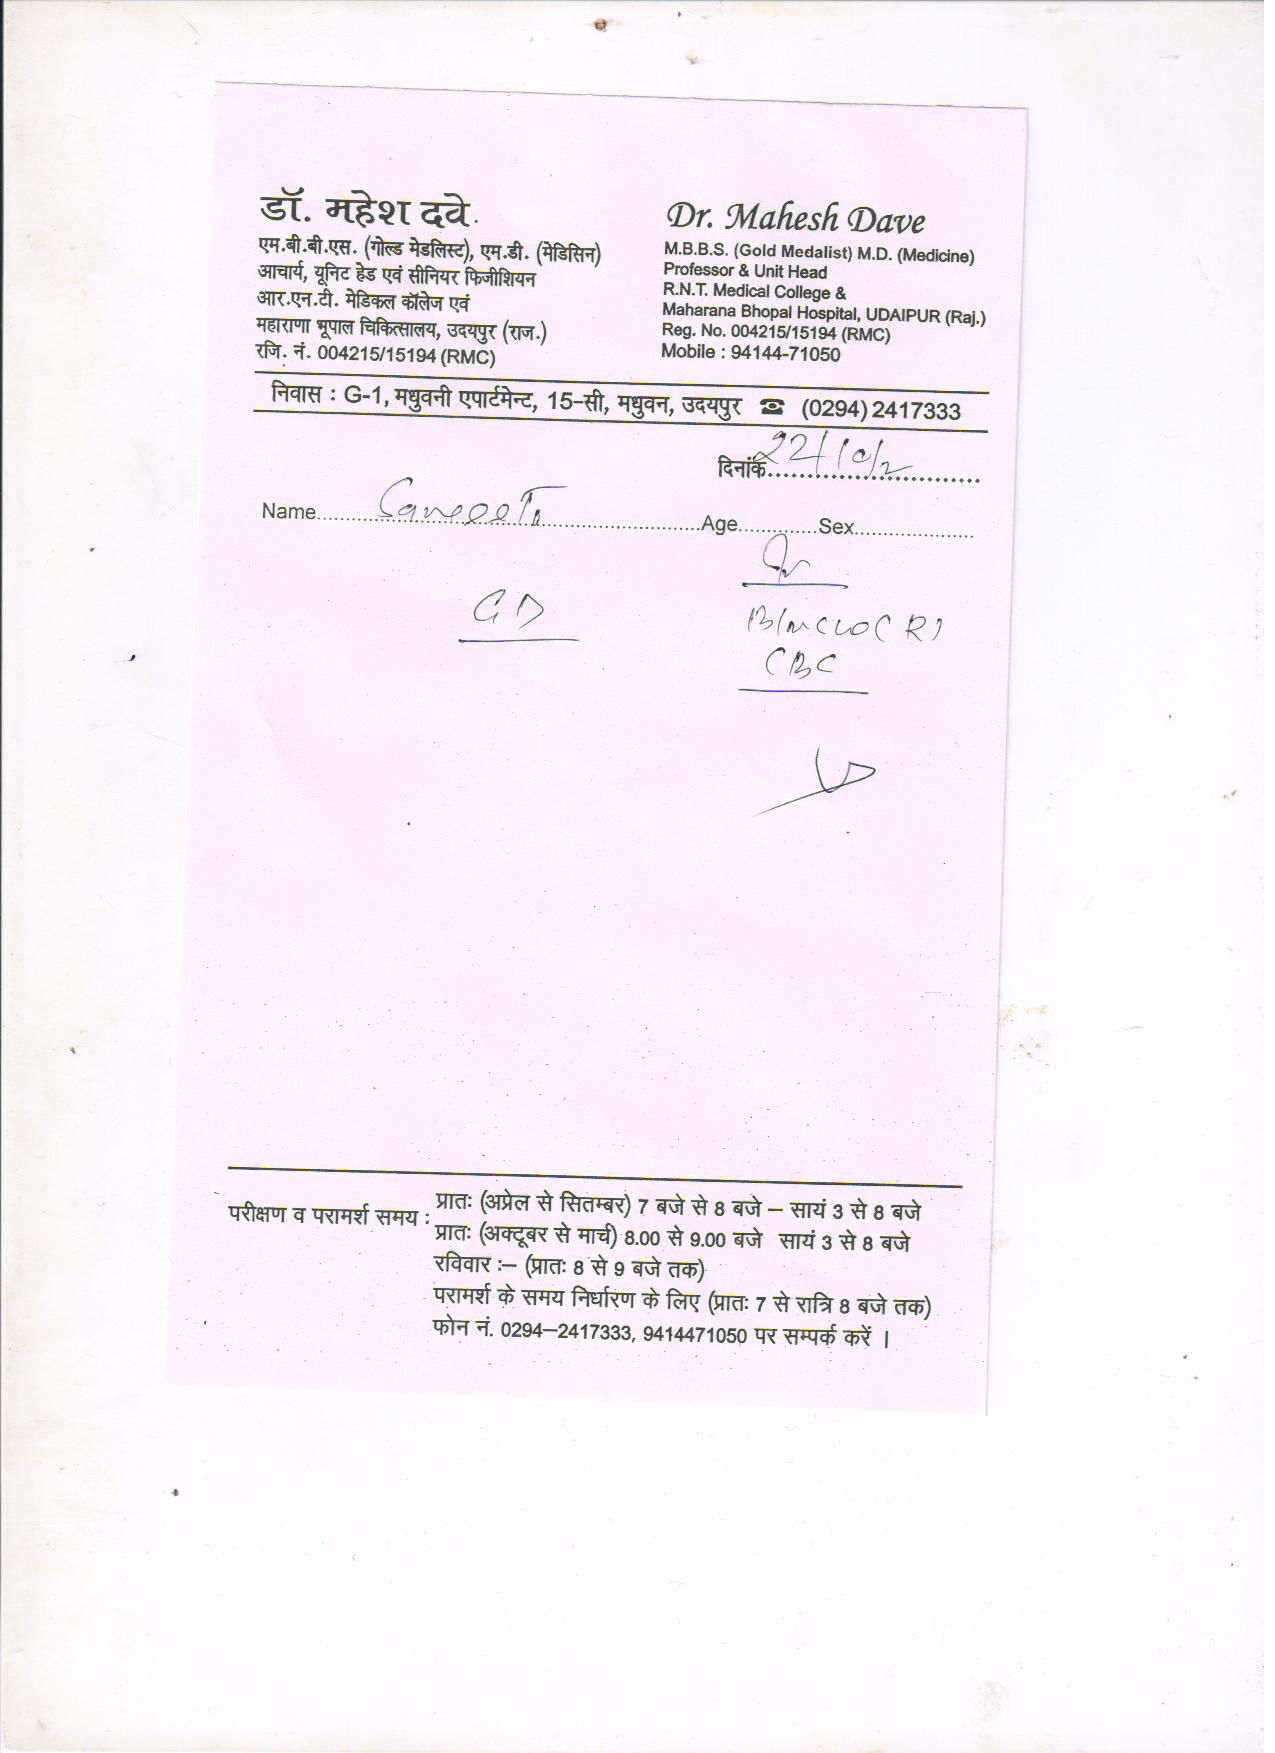 डॉ. महेश दवे
एम.बी.बी.एस. (गोल्ड मेडलिस्ट), एम.डी. (मेडिसिन)
आचार्य, यूनिट हेड एवं सीनियर फिजीशियन
आर.एन.टी. मेडिकल कॉलेज एवं
महाराणा भूपाल चिकित्सालय, उदयपुर (राज.)
रजि. नं. 004215/15194 (RMC)
Dr. Mahesh Dave
M.B.B.S. (Gold Medalist) M.D. (Medicine)
Professor & Unit Head
R.N.T. Medical College &
Maharana Bhopal Hospital, UDAIPUR (Raj.)
Reg. No. 004215/15194 (RMC)
Mobile : 94144-71050
निवास : G-1, मधुवनी एपार्टमेन्ट, 15-सी, मधुवन, उदयपुर ☎ (0294) 2417333
दिनांक 22/10/2
Name Age Sex
GD
CBC
परीक्षण व परामर्श समय : प्रातः (अप्रेल से सितम्बर) 7 बजे से 8 बजे – सायं 3 से 8 बजे
प्रातः (अक्टूबर से मार्च) 8.00 से 9.00 बजे सायं 3 से 8 बजे
रविवार :– (प्रातः 8 से 9 बजे तक)
परामर्श के समय निर्धारण के लिए (प्रातः 7 से रात्रि 8 बजे तक)
फोन नं. 0294–2417333, 9414471050 पर सम्पर्क करें ।